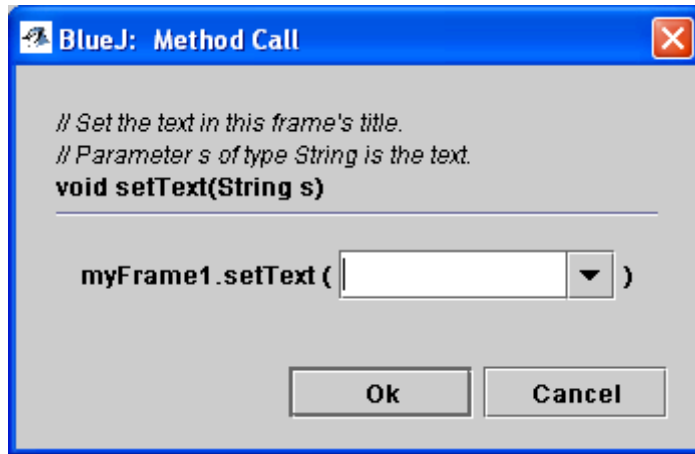 BlueJ: Method Call
// Set the text in this frame's title.
// Parameter s of type String is the text.
void setText(String s)
myFrame1.setText ( )
Ok Cancel